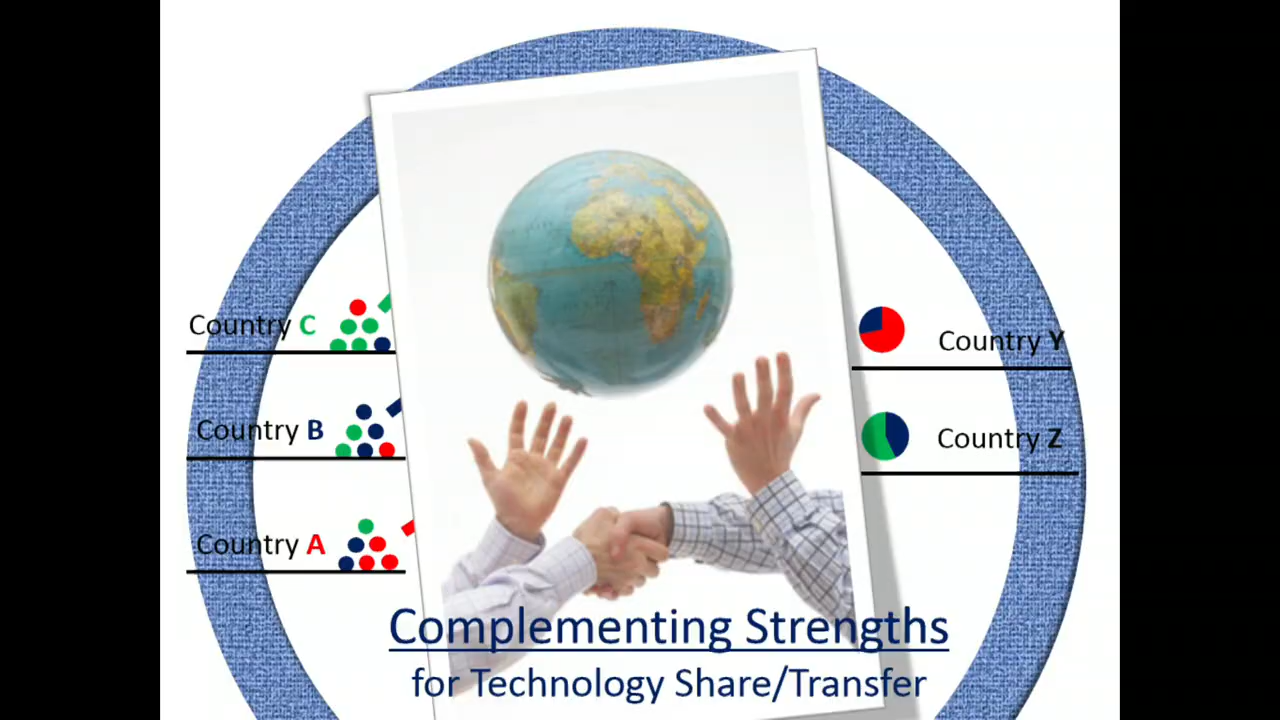 Country C
Country B
Country A
Country Y
Country Z
Complementing Strengths
for Technology Share/Transfer